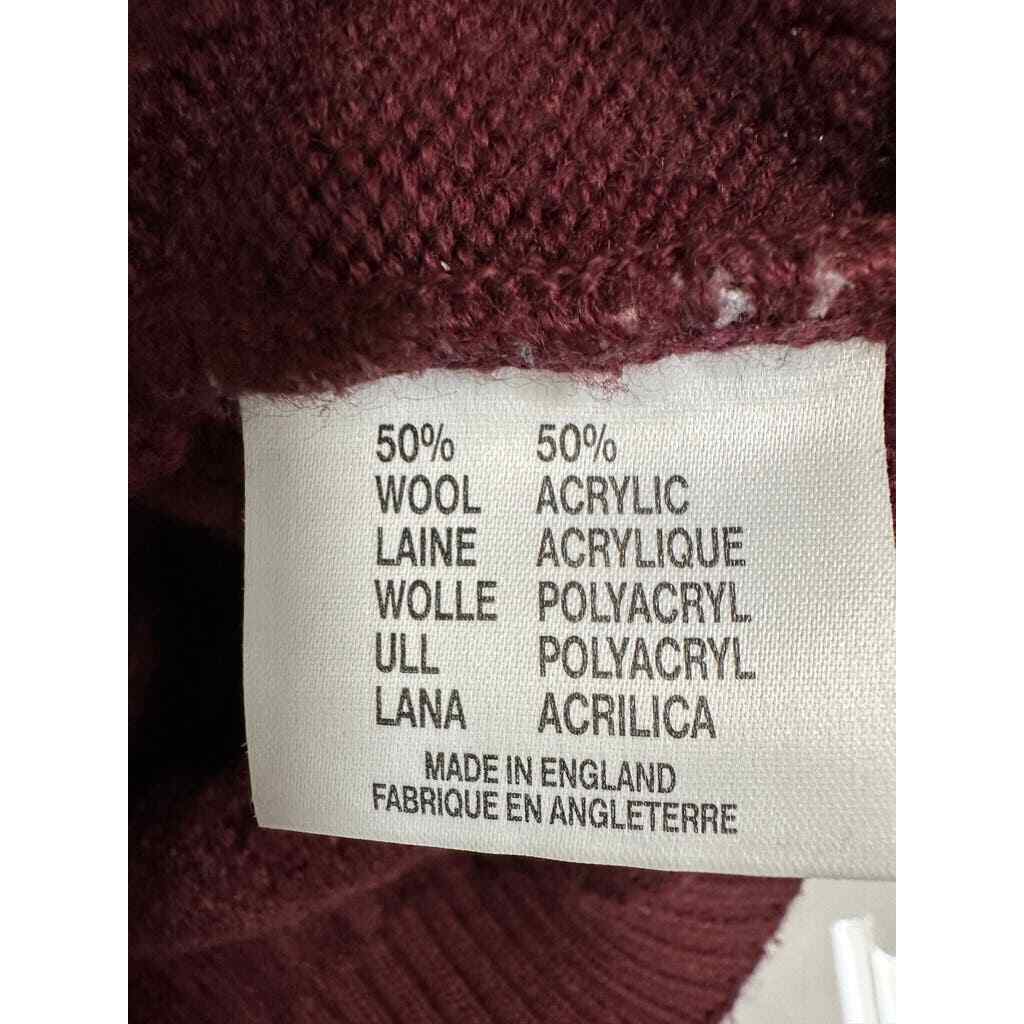 50% 50%
WOOL ACRYLIC
LAINE ACRYLIQUE
WOLLE POLYACRYL
ULL POLYACRYL
LANA ACRILICA
MADE IN ENGLAND
FABRIQUE EN ANGLETERRE